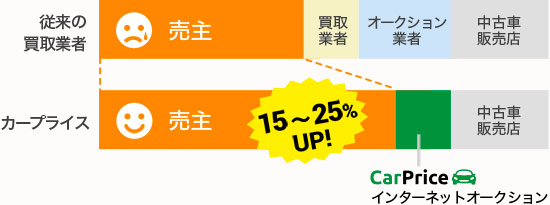 従来の
買取業者
売主
買取
業者
オークション
業者
中古車
販売店
カープライス
売主
15～25%
UP!
中古車
販売店
CarPrice
インターネットオークション